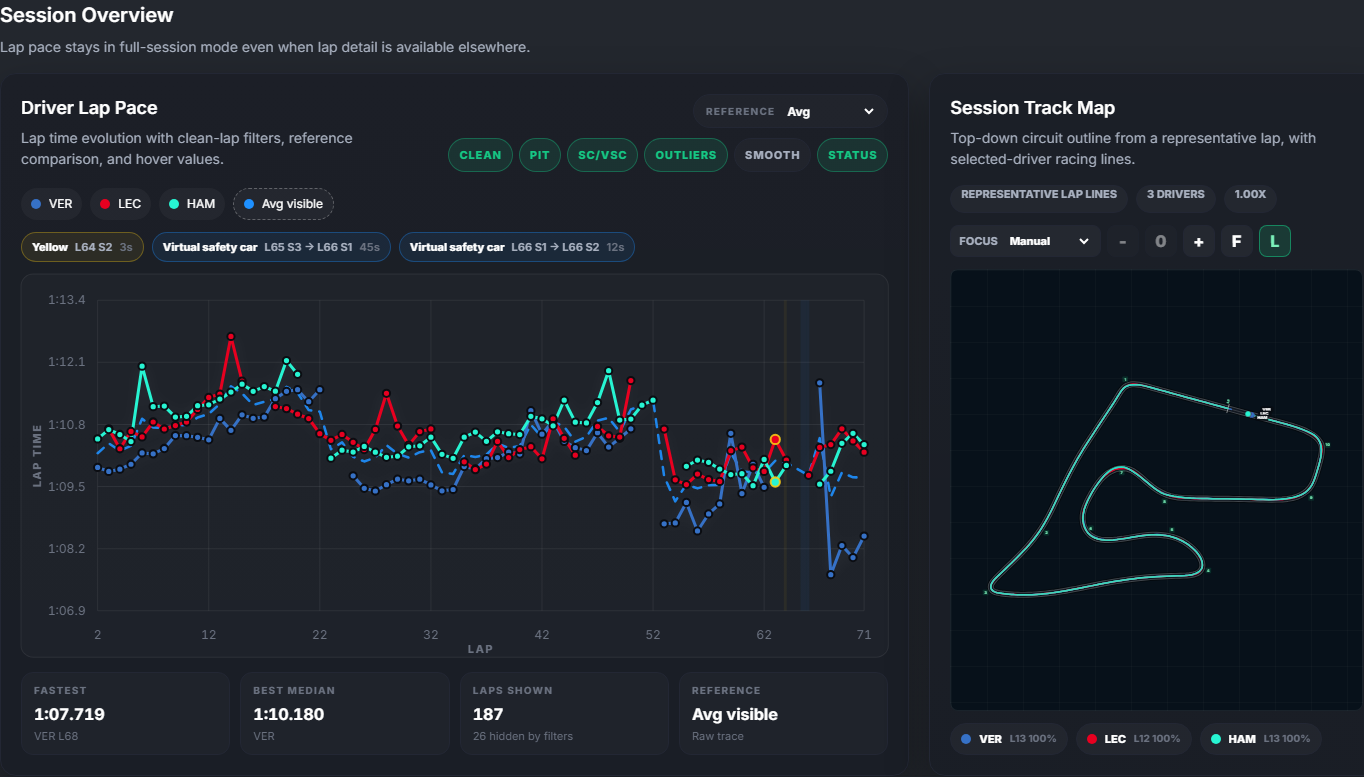 Session Overview
Lap pace stays in full-session mode even when lap detail is available elsewhere.
Driver Lap Pace
REFERENCE Avg
Lap time evolution with clean-lap filters, reference
comparison, and hover values.
CLEAN PIT SC/VSC OUTLIERS SMOOTH STATUS
VER LEC HAM Avg visible
Yellow L64 S2 3s Virtual safety car L65 S3 → L66 S1 45s Virtual safety car L66 S1 → L66 S2 12s
1:13.4
1:12.1
1:10.8
1:09.5
1:08.2
1:06.9
LAP TIME
2 12 22 32 42 52 62 71
LAP
FASTEST
1:07.719
VER L68
BEST MEDIAN
1:10.180
VER
LAPS SHOWN
187
26 hidden by filters
REFERENCE
Avg visible
Raw trace
Session Track Map
Top-down circuit outline from a representative lap, with
selected-driver racing lines.
REPRESENTATIVE LAP LINES 3 DRIVERS 1.00X
FOCUS Manual - 0 + F L
VER L13 100% LEC L12 100% HAM L13 100%